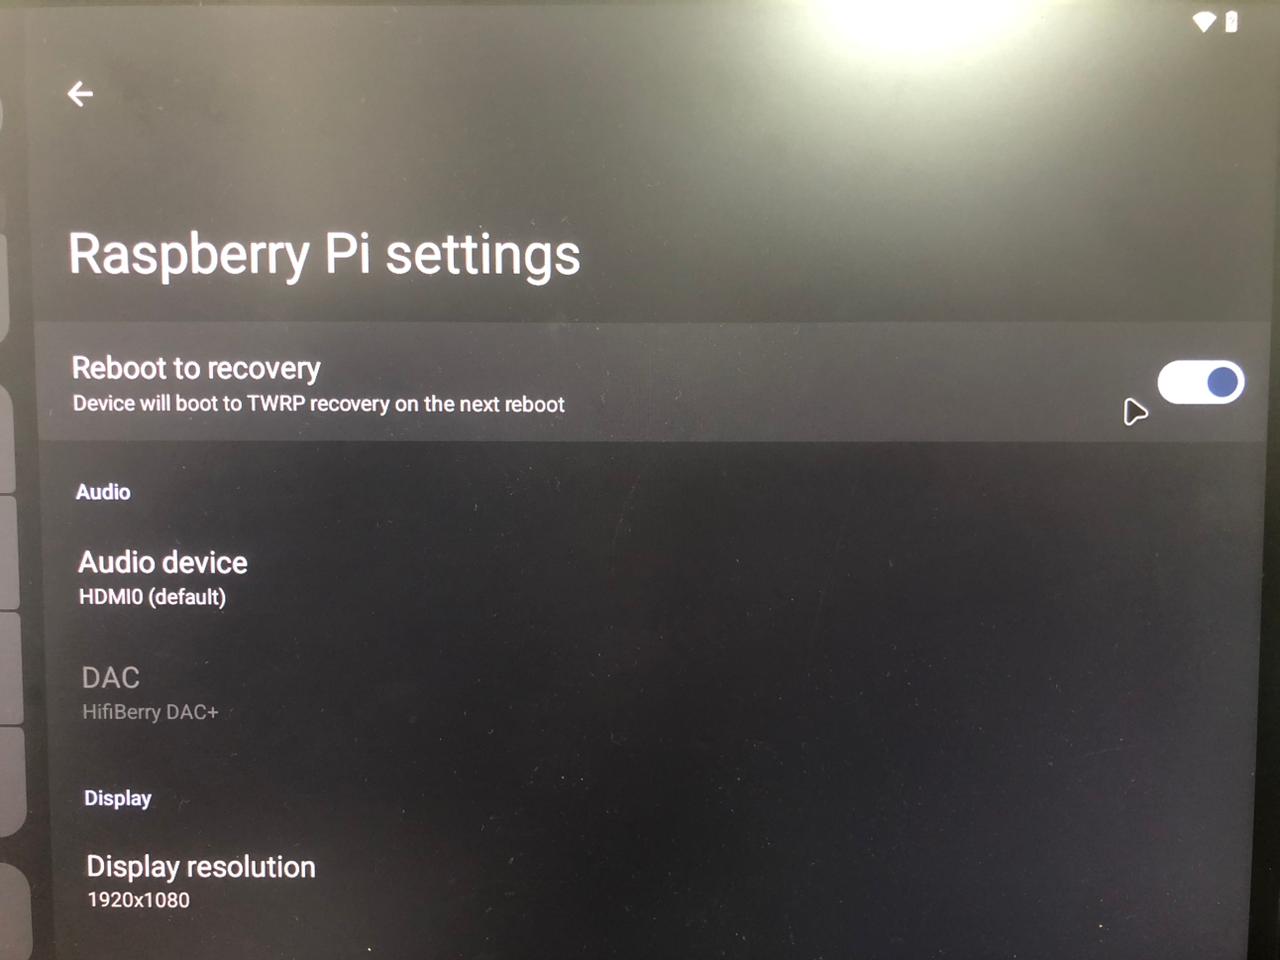 Raspberry Pi settings
Reboot to recovery
Device will boot to TWRP recovery on the next reboot
Audio
Audio device
HDMI0 (default)
DAC
HifiBerry DAC+
Display
Display resolution
1920x1080